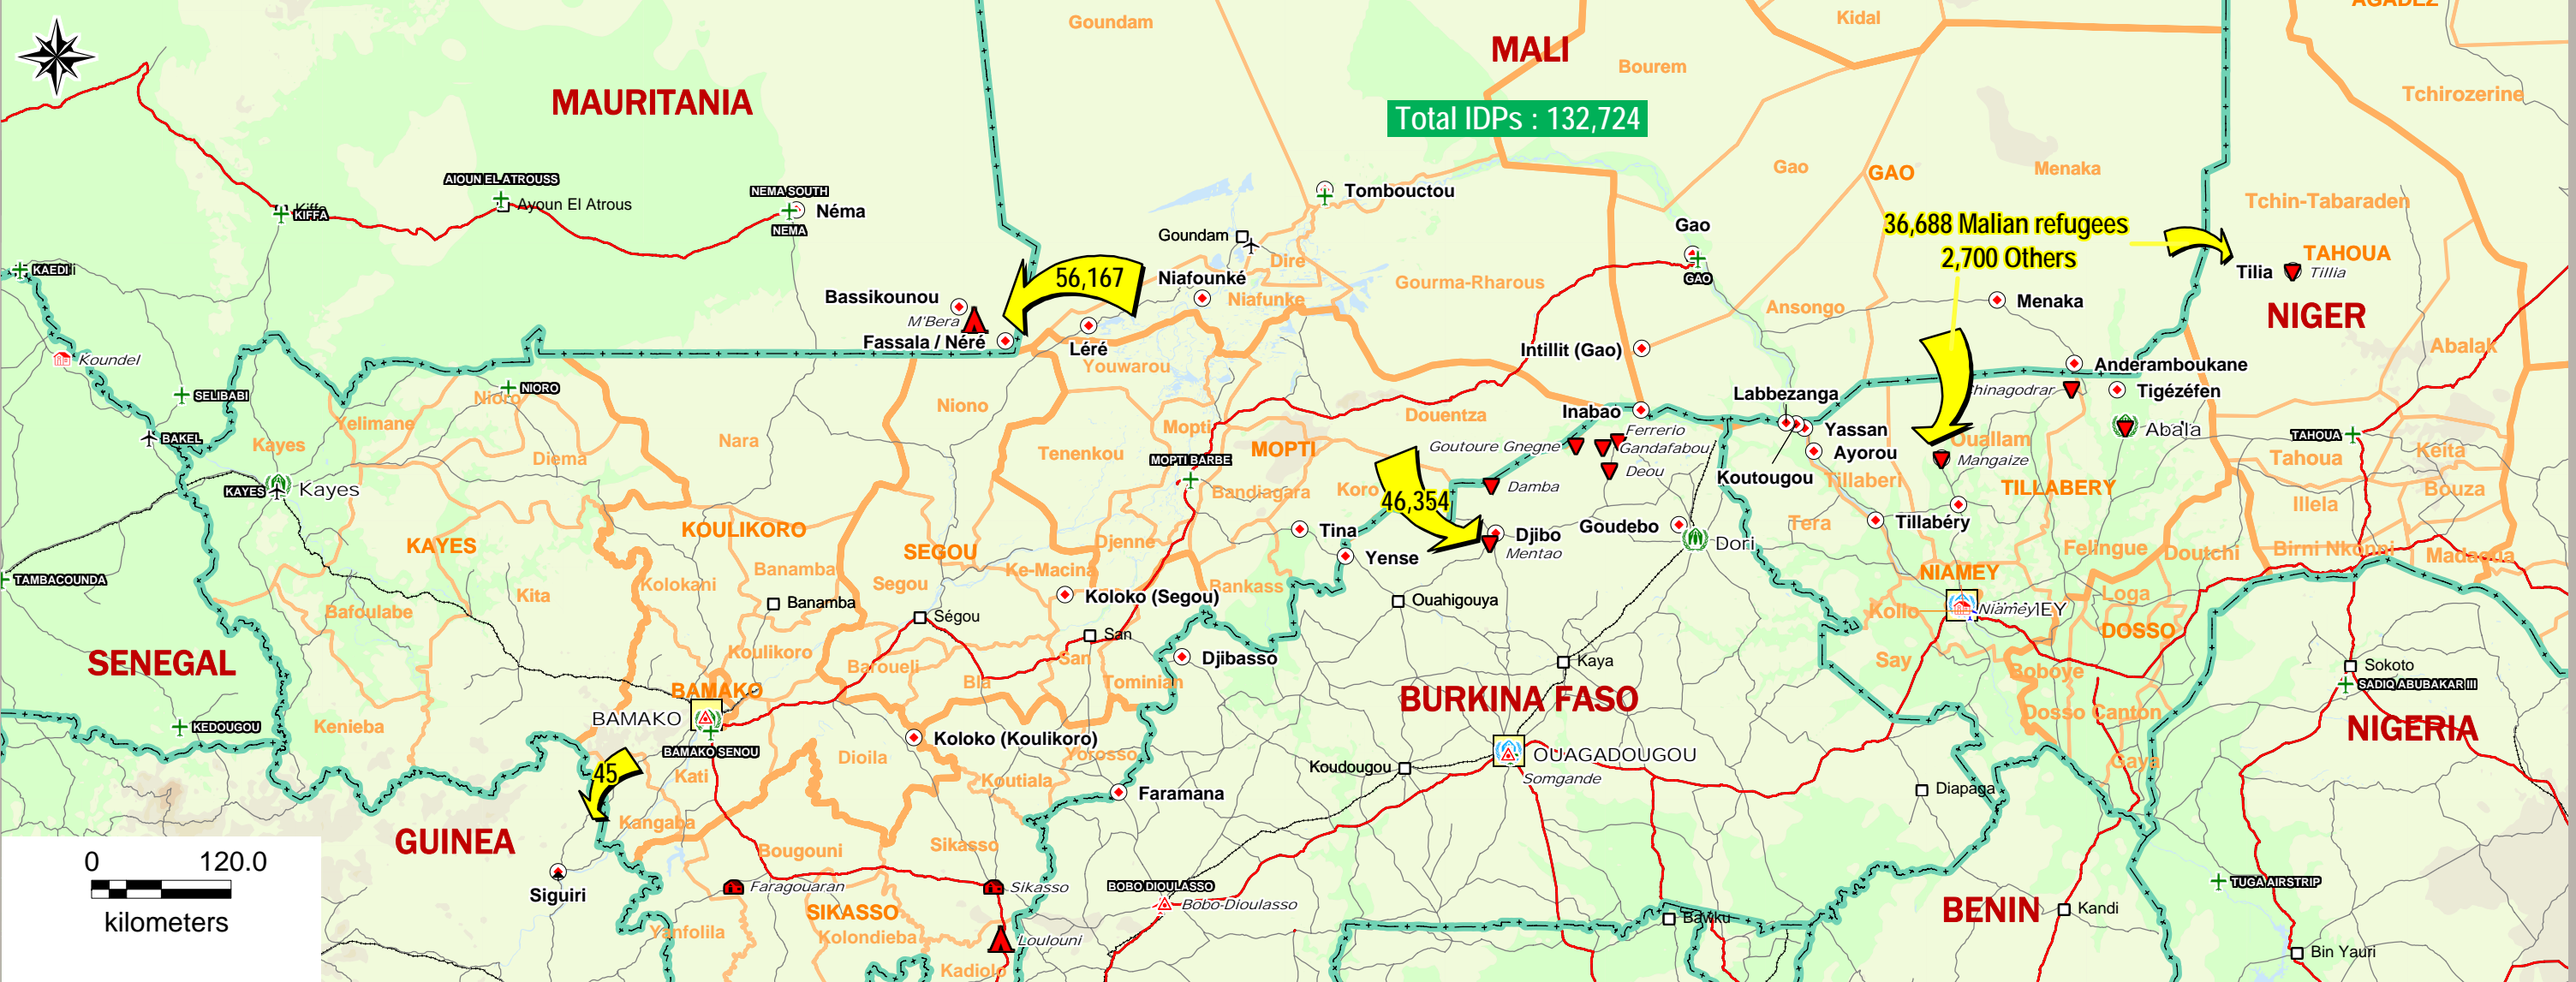 Goundam
Kidal
AGADEZ
MALI
Bourem
MAURITANIA
Tchirozerine
Total IDPs : 132,724
Gao
GAO
Menaka
AIOUN EL ATROUSS
Ayoun El Atrous
NEMA SOUTH
Néma
NEMA
Tombouctou
Tchin-Tabaraden
KIFFA
36,688 Malian refugees
2,700 Others
Gao
GAO
Goundam
Dire
TAHOUA
Tilia
Tillia
KAEDI
56,167
Niafounké
Niafunke
Gourma-Rharous
Bassikounou
M'Bera
Fassala / Néré
Léré
Ansongo
Menaka
NIGER
Koundel
Youwarou
Intillit (Gao)
Abalak
Anderamboukane
hinagodrar
Tigézéfen
SELIBABI
NIORO
Nioro
Niono
Labbezanga
Yelimane
Nara
Mopti
Douentza
Inabao
Ferrerio
Yassan
Abala
TAHOUA
BAKEL
Kayes
Diema
Tenenkou
MOPTI BARBE
MOPTI
Goutoure Gnegne
Gandafabou
Deou
Ayorou
Ouallam
Mangaize
Tahoua
Keita
KAYES
Kayes
Bandiagara
Koro
46,354
Damba
Koutougou
Tillaberi
TILLABERY
Bouza
Illela
KOULIKORO
Tina
Djibo
Mentao
Goudebo
Dori
Tera
Tillabéry
KAYES
SEGOU
Djenne
Yense
Felingue
Doutchi
Birni Nkonni
Madaoua
TAMBACOUNDA
Kolokani
Banamba
Segou
Ke-Macina
Bankass
NIAMEY
Kita
Banamba
Koloko (Segou)
Ouahigouya
Loga
Bafoulabe
Ségou
Kollo
Niamey
San
DOSSO
SENEGAL
Koulikoro
Baroueli
San
Djibasso
Kaya
Say
Boboye
Sokoto
BAMAKO
BAMAKO
Bla
Tominian
BURKINA FASO
SADIQ ABUBAKAR III
KEDOUGOU
Kenieba
Dosso Canton
NIGERIA
BAMAKO SENOU
Dioila
Koloko (Koulikoro)
Yorosso
OUAGADOUGOU
Somgande
Koudougou
Gaya
45
Kati
Koutiala
Faramana
Diapaga
GUINEA
Kangaba
Bougouni
Sikasso
0
120.0
kilometers
Siguiri
Faragouaran
Sikasso
BOBO DIOULASSO
Bobo-Dioulasso
TUGA AIRSTRIP
SIKASSO
Bawku
BENIN
Kandi
Yanfolila
Kolondieba
Loulouni
Kadiolo
Bin Yauri